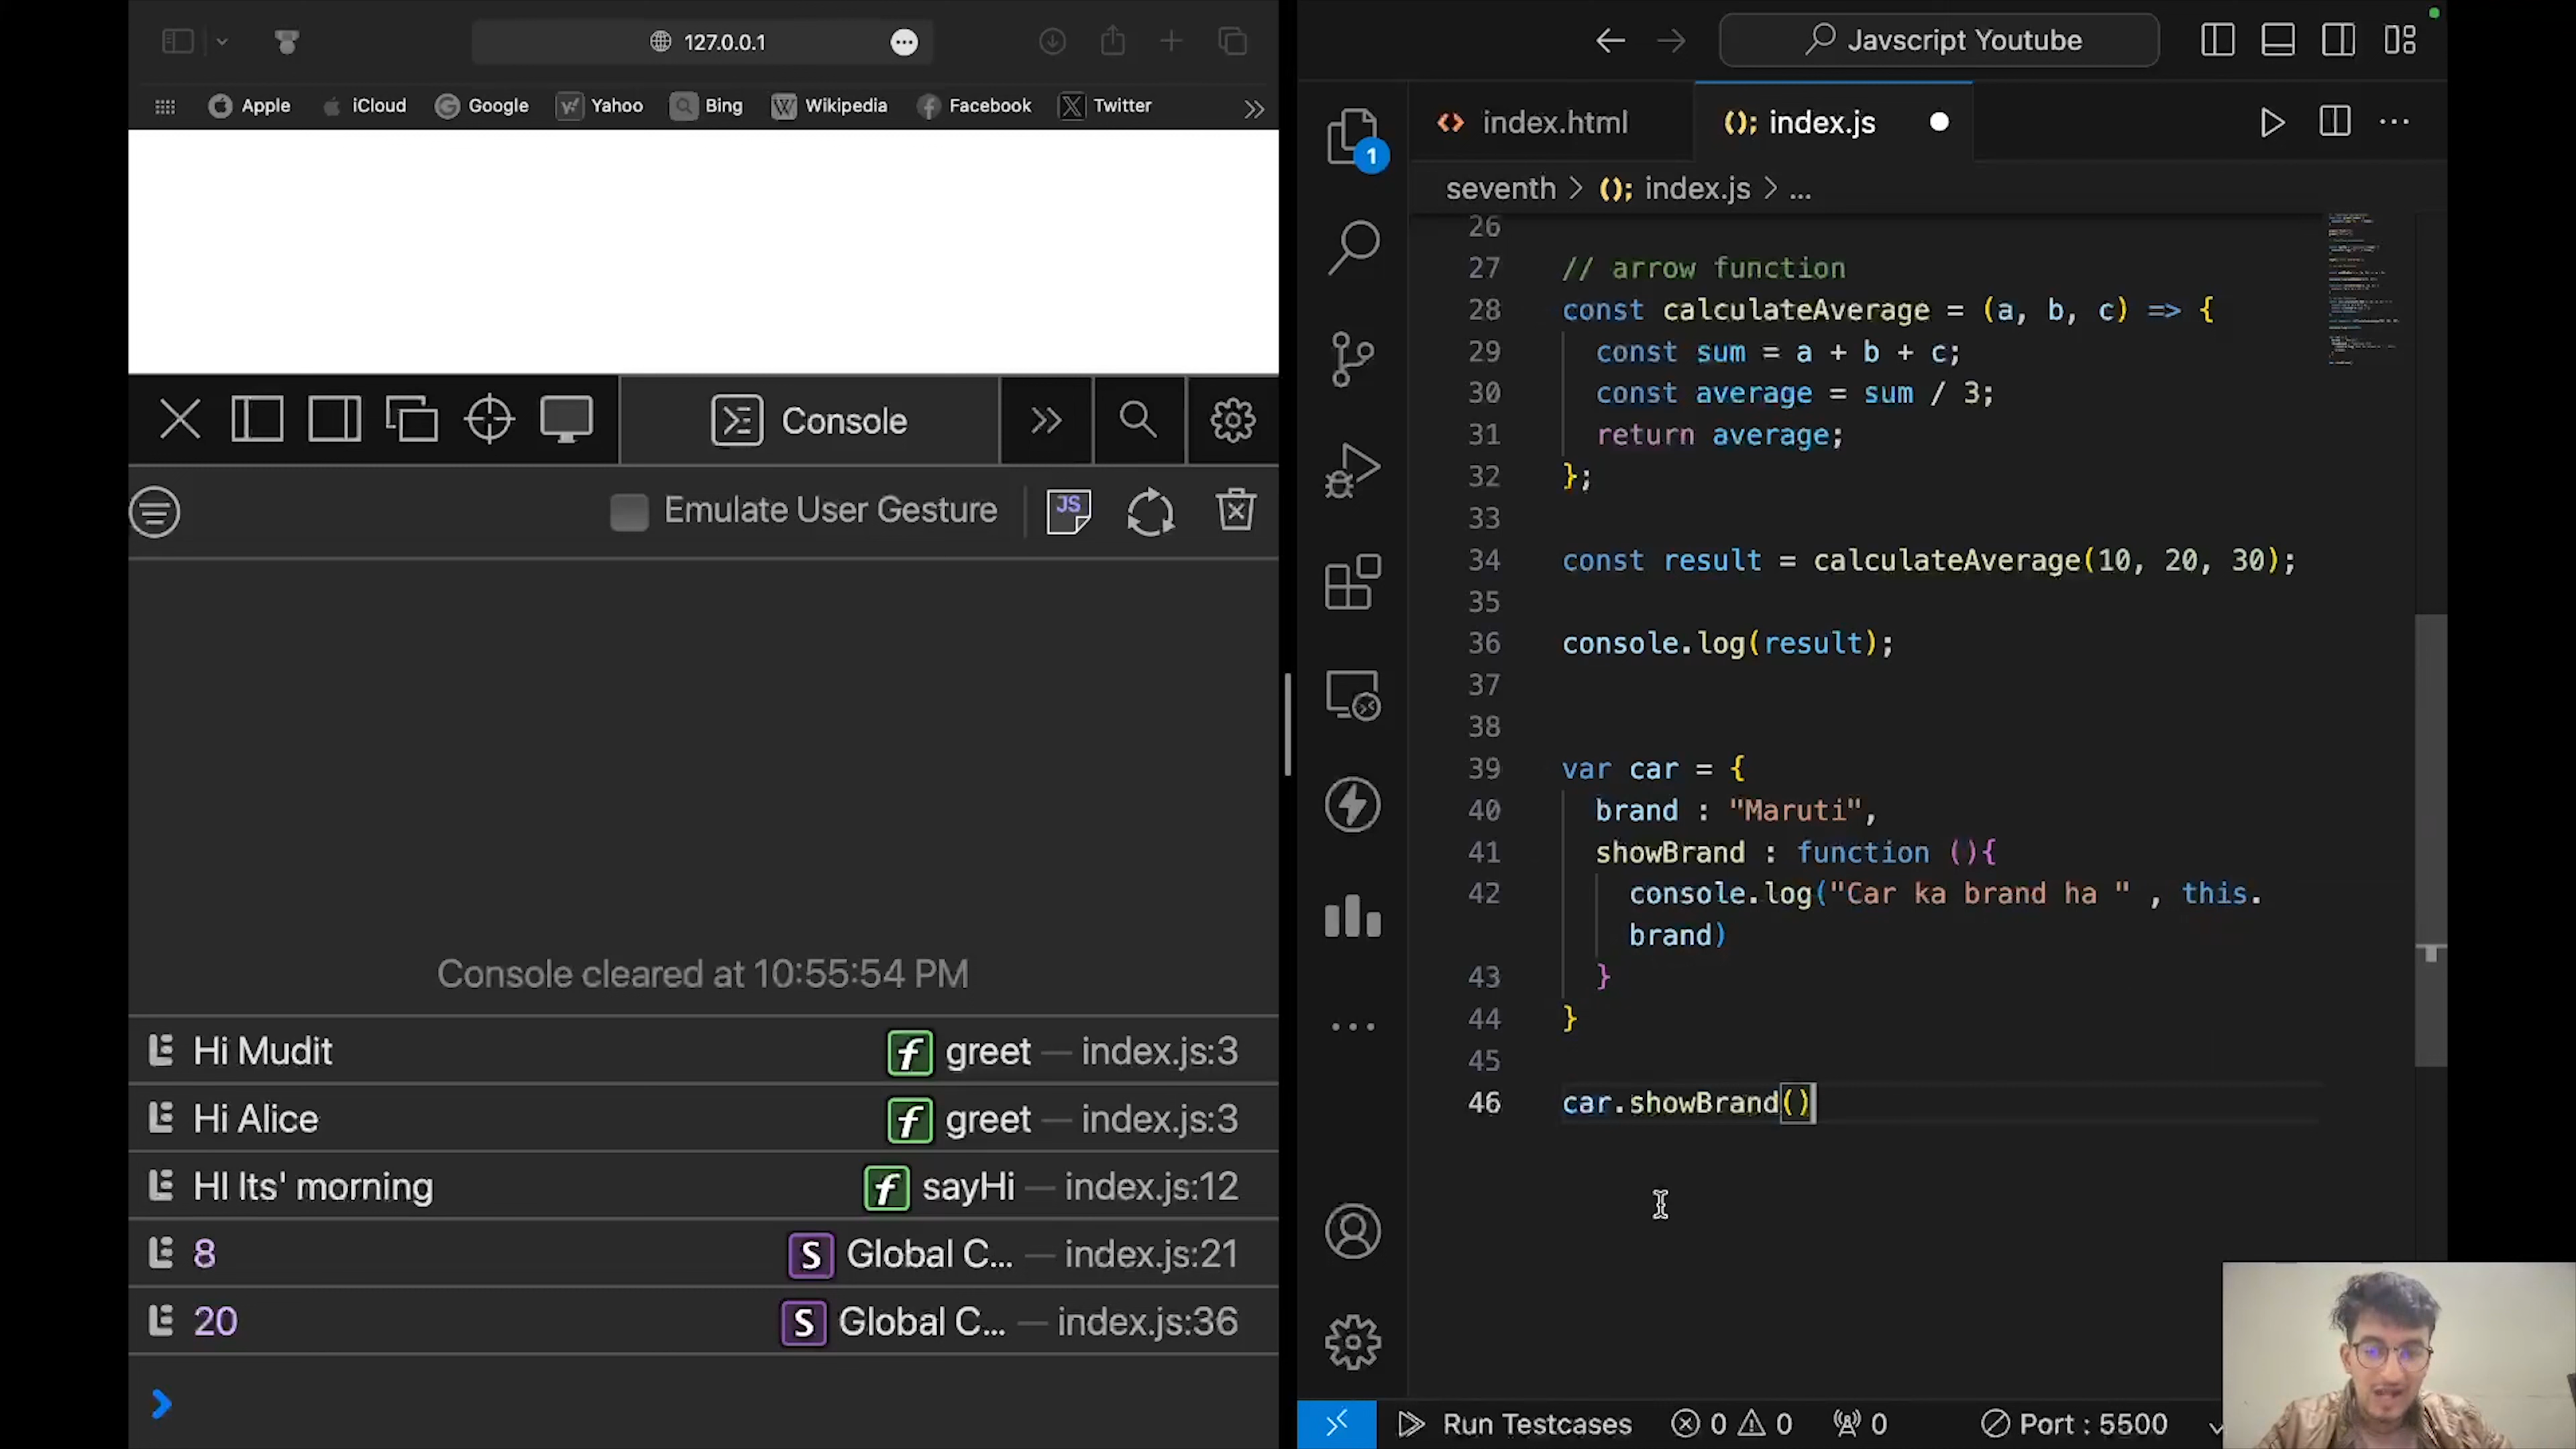 127.0.0.1
Apple iCloud Google Yahoo Bing Wikipedia Facebook Twitter
Console
Emulate User Gesture
Console cleared at 10:55:54 PM
Hi Mudit greet — index.js:3
Hi Alice greet — index.js:3
HI Its' morning sayHi — index.js:12
8 Global C... — index.js:21
20 Global C... — index.js:36
Javscript Youtube
index.html index.js
1
seventh > index.js > ...
26
27 // arrow function
28 const calculateAverage = (a, b, c) => {
29 const sum = a + b + c;
30 const average = sum / 3;
31 return average;
32 };
33
34 const result = calculateAverage(10, 20, 30);
35
36 console.log(result);
37
38
39 var car = {
40 brand : "Maruti",
41 showBrand : function (){
42 console.log("Car ka brand ha " , this.
brand)
43 }
44 }
45
46 car.showBrand()
Run Testcases 0 0 0 Port : 5500